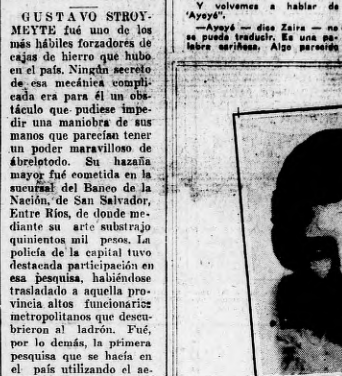 GUSTAVO STROY-
MEYTE fué uno de los
más hábiles forzadores de
cajas de hierro que hubo
en el país. Ningún secreto
de esa mecánica compli-
cada era para él un obs-
táculo que pudiese impe-
dir una maniobra de sus
manos que parecían tener
un poder maravilloso de
ábrelotodo. Su hazaña
mayor fué cometida en la
sucursal del Banco de la
Nación, de San Salvador,
Entre Ríos, de donde me-
diante su arte substrajo
quinientos mil pesos. La
policía de la capital tuvo
destacada participación en
esa pesquisa, habiéndose
trasladado a aquella pro-
vincia altos funcionarios
metropolitanos que descu-
brieron al ladrón. Fué,
por lo demás, la primera
pesquisa que se hacía en
el país utilizando el ae-
Y volvemos a hablar de
"Ayoyé".
—Ayoyé — dice Zaira — no
se puede traducir. Es una pa-
labra cariñosa. Algo parecido